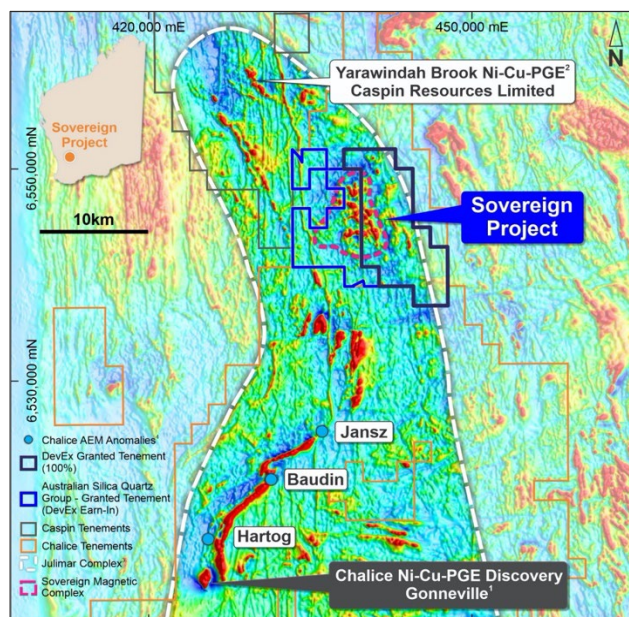 420,000 mE
450,000 mE
N
Yarawindah Brook Ni-Cu-PGE²
Caspin Resources Limited
Sovereign
Project
6,550,000 mN
10km
Sovereign
Project
6,530,000 mN
Jansz
Baudin
Hartog
Chalice AEM Anomalies¹
DevEx Granted Tenement
(100%)
Australian Silica Quartz
Group - Granted Tenement
(DevEx Earn-In)
Caspin Tenements
Chalice Tenements
Julimar Complex
Sovereign Magnetic
Complex
Chalice Ni-Cu-PGE Discovery
Gonneville¹